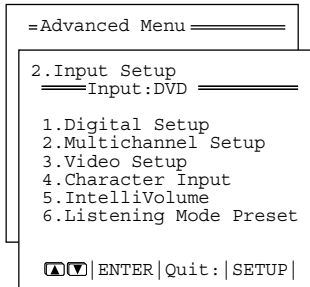 =Advanced Menu
2.Input Setup
Input:DVD
1.Digital Setup
2.Multichannel Setup
3.Video Setup
4.Character Input
5.IntelliVolume
6.Listening Mode Preset
▲▼|ENTER|Quit:|SETUP|